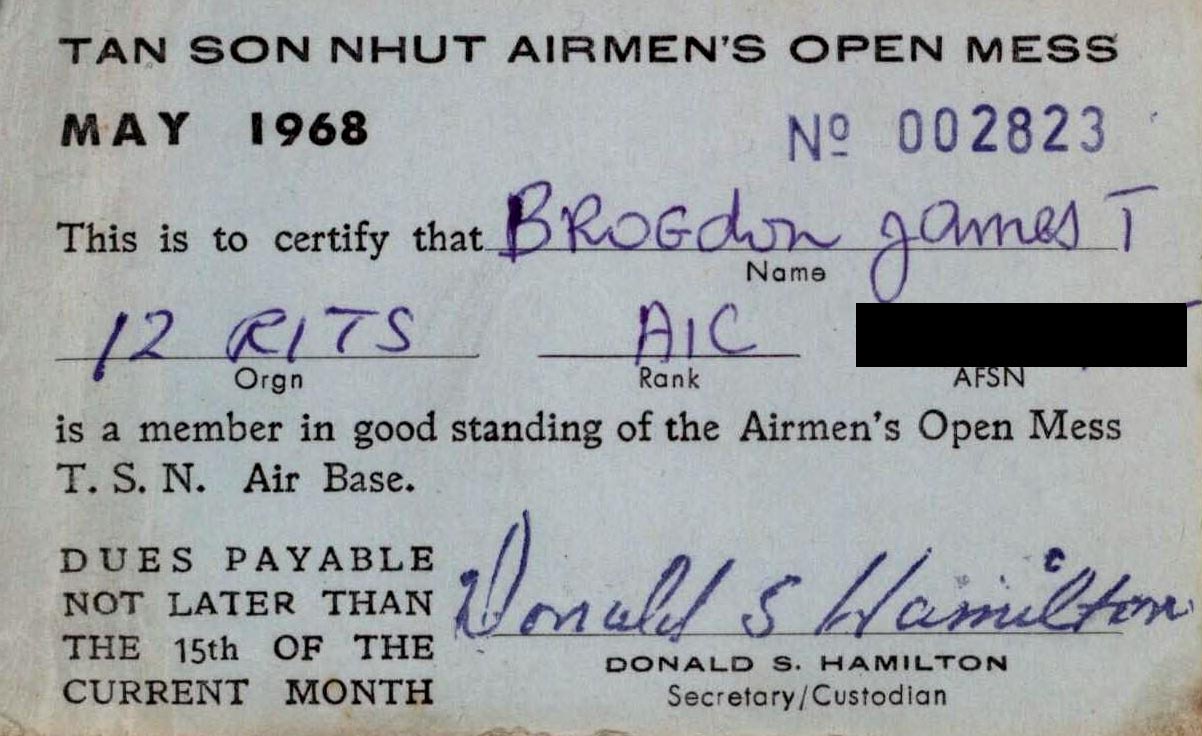 TAN SON NHUT AIRMEN'S OPEN MESS
MAY 1968 Nº 002823
This is to certify that BROGdon James T
Name
12 RITS A1C
Orgn Rank AFSN
is a member in good standing of the Airmen's Open Mess
T. S. N. Air Base.
DUES PAYABLE
NOT LATER THAN
THE 15th OF THE
CURRENT MONTH
Donald S Hamilton
DONALD S. HAMILTON
Secretary/Custodian